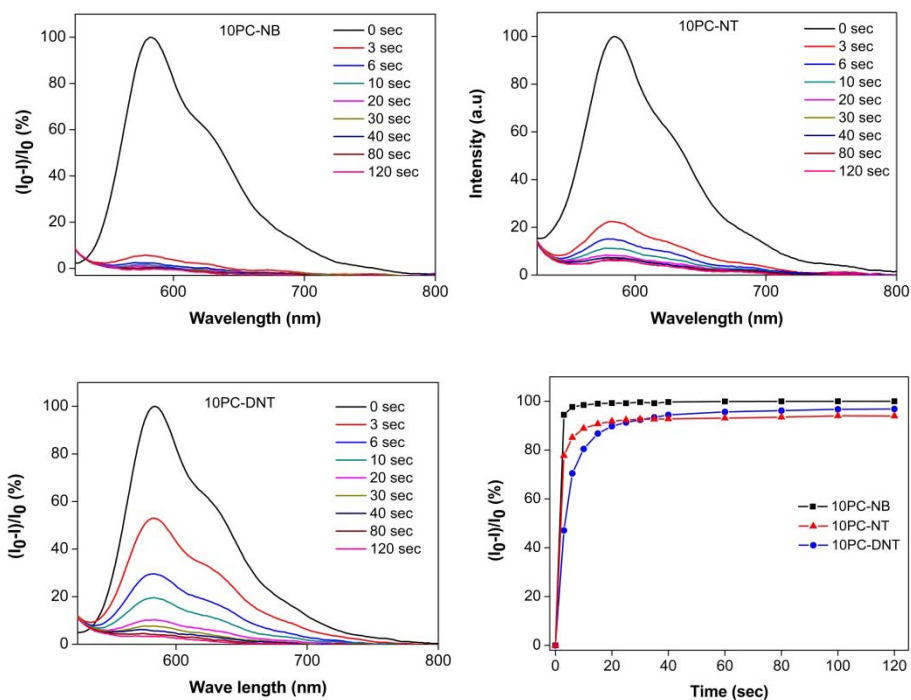 10PC-NB
0 sec
3 sec
6 sec
10 sec
20 sec
30 sec
40 sec
80 sec
120 sec
100
80
60
40
20
0
(I0-I)/I0 (%)
600 700 800
Wavelength (nm)
10PC-NT
0 sec
3 sec
6 sec
10 sec
20 sec
30 sec
40 sec
80 sec
120 sec
100
80
60
40
20
0
Intensity (a.u)
600 700 800
Wavelength (nm)
10PC-DNT
0 sec
3 sec
6 sec
10 sec
20 sec
30 sec
40 sec
80 sec
120 sec
100
80
60
40
20
0
(I0-I)/I0 (%)
600 700 800
Wave length (nm)
100
80
60
40
20
0
(I0-I)/I0 (%)
10PC-NB
10PC-NT
10PC-DNT
0 20 40 60 80 100 120
Time (sec)